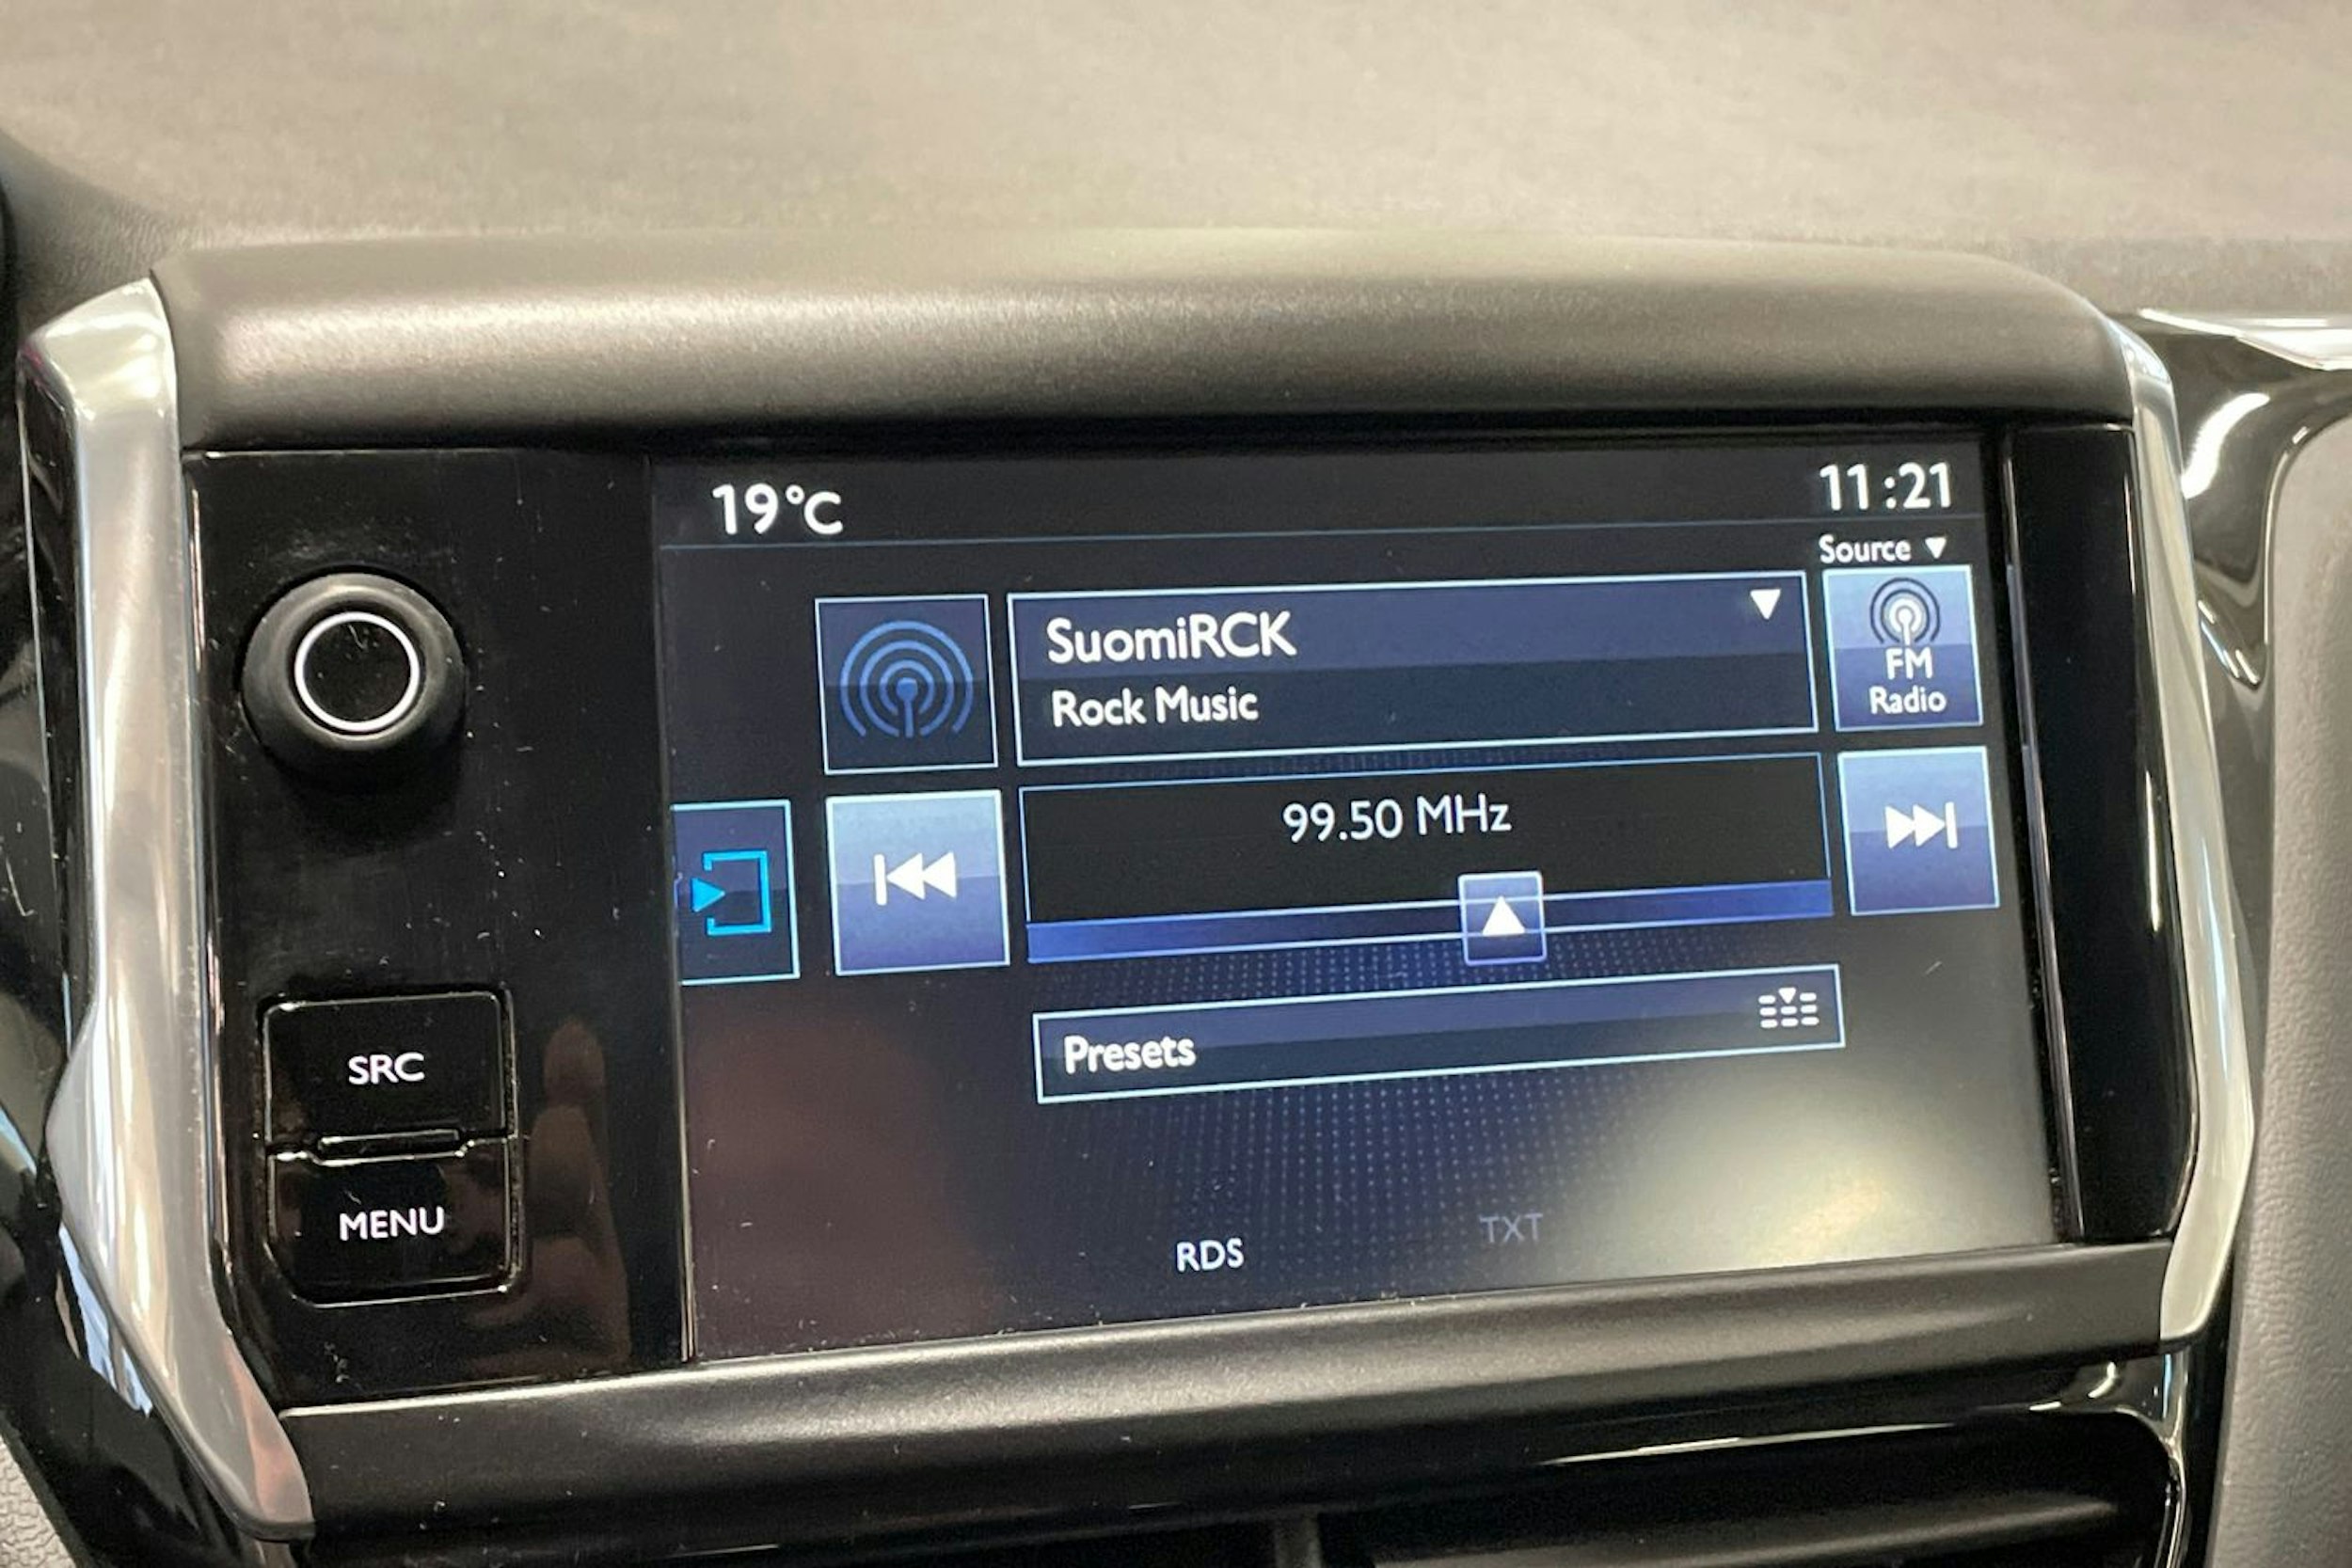 19°C
11:21
Source
SuomiRCK
Rock Music
FM
Radio
99.50 MHz
Presets
SRC
MENU
RDS
TXT